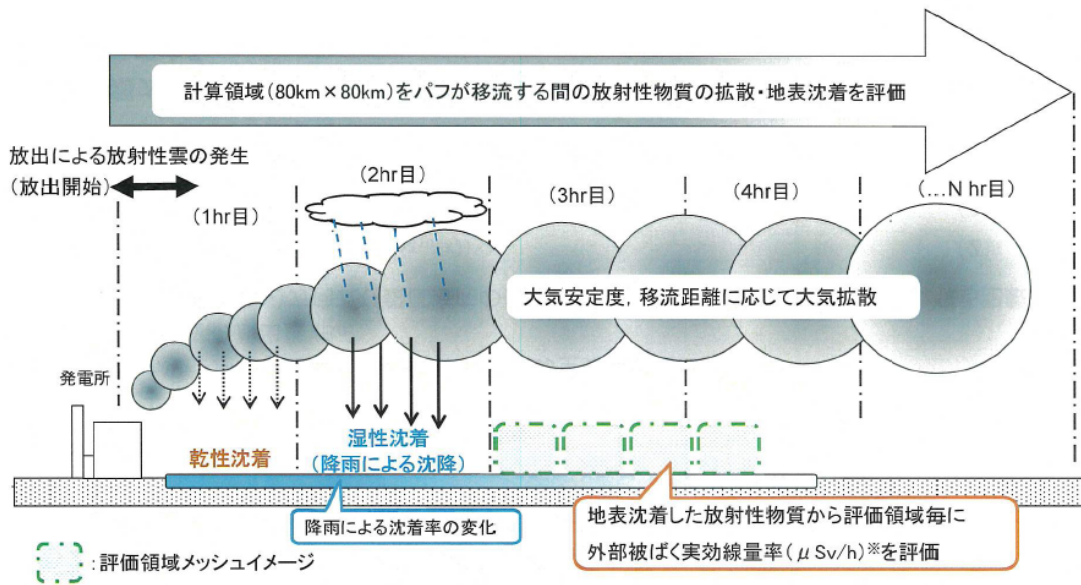 計算領域(80km×80km)をパフが移流する間の放射性物質の拡散・地表沈着を評価
放出による放射性雲の発生
(放出開始)
(1hr目)
(2hr目)
(3hr目)
(4hr目)
(…N hr目)
大気安定度,移流距離に応じて大気拡散
発電所
乾性沈着
湿性沈着
(降雨による沈降)
降雨による沈着率の変化
地表沈着した放射性物質から評価領域毎に
外部被ばく実効線量率(μSv/h)※を評価
:評価領域メッシュイメージ